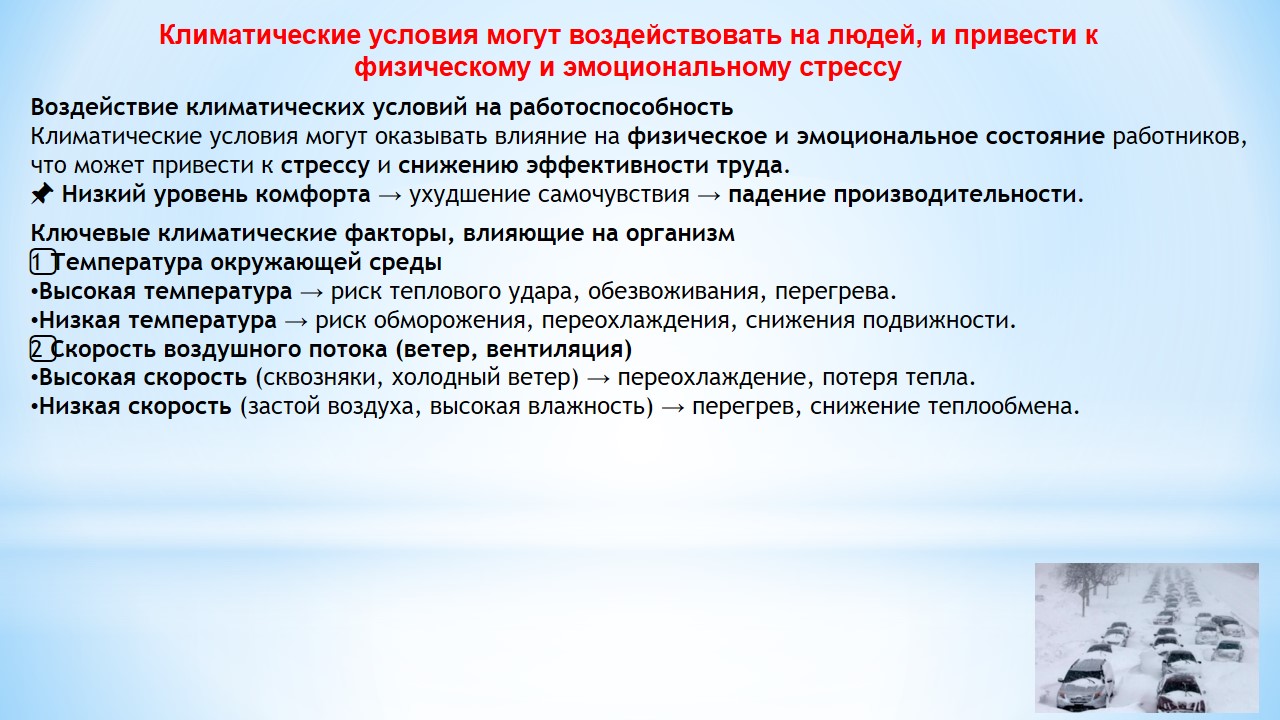 Климатические условия могут воздействовать на людей, и привести к
физическому и эмоциональному стрессу
Воздействие климатических условий на работоспособность
Климатические условия могут оказывать влияние на физическое и эмоциональное состояние работников,
что может привести к стрессу и снижению эффективности труда.
📌 Низкий уровень комфорта → ухудшение самочувствия → падение производительности.
Ключевые климатические факторы, влияющие на организм
1 Температура окружающей среды
•Высокая температура → риск теплового удара, обезвоживания, перегрева.
•Низкая температура → риск обморожения, переохлаждения, снижения подвижности.
2 Скорость воздушного потока (ветер, вентиляция)
•Высокая скорость (сквозняки, холодный ветер) → переохлаждение, потеря тепла.
•Низкая скорость (застой воздуха, высокая влажность) → перегрев, снижение теплообмена.